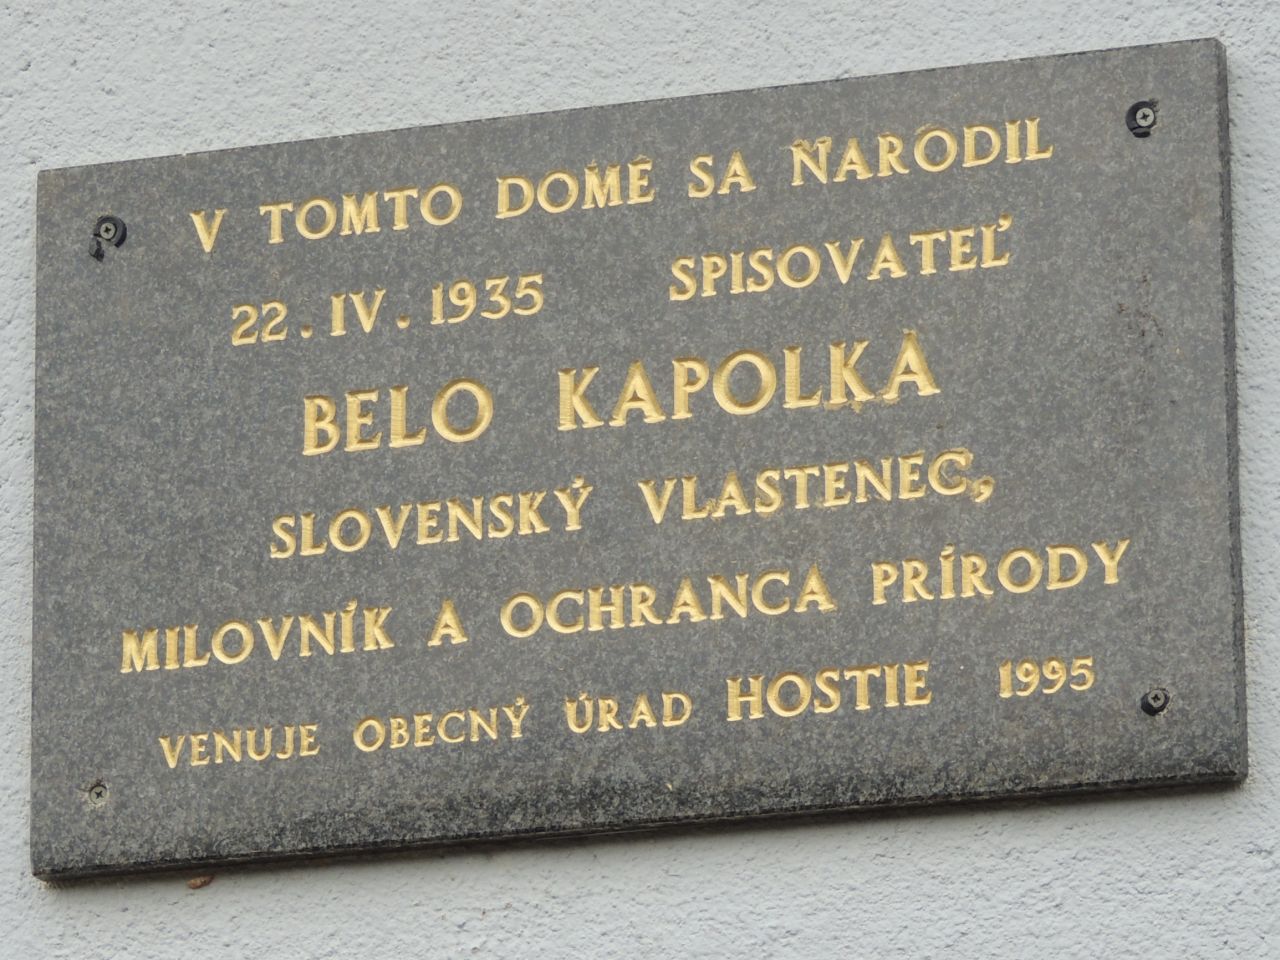 V TOMTO DOME SA NARODIL
22. IV. 1935 SPISOVATEĽ
BELO KAPOLKA
SLOVENSKÝ VLASTENEC,
MILOVNÍK A OCHRANCA PRÍRODY
VENUJE OBECNÝ ÚRAD HOSTIE 1995